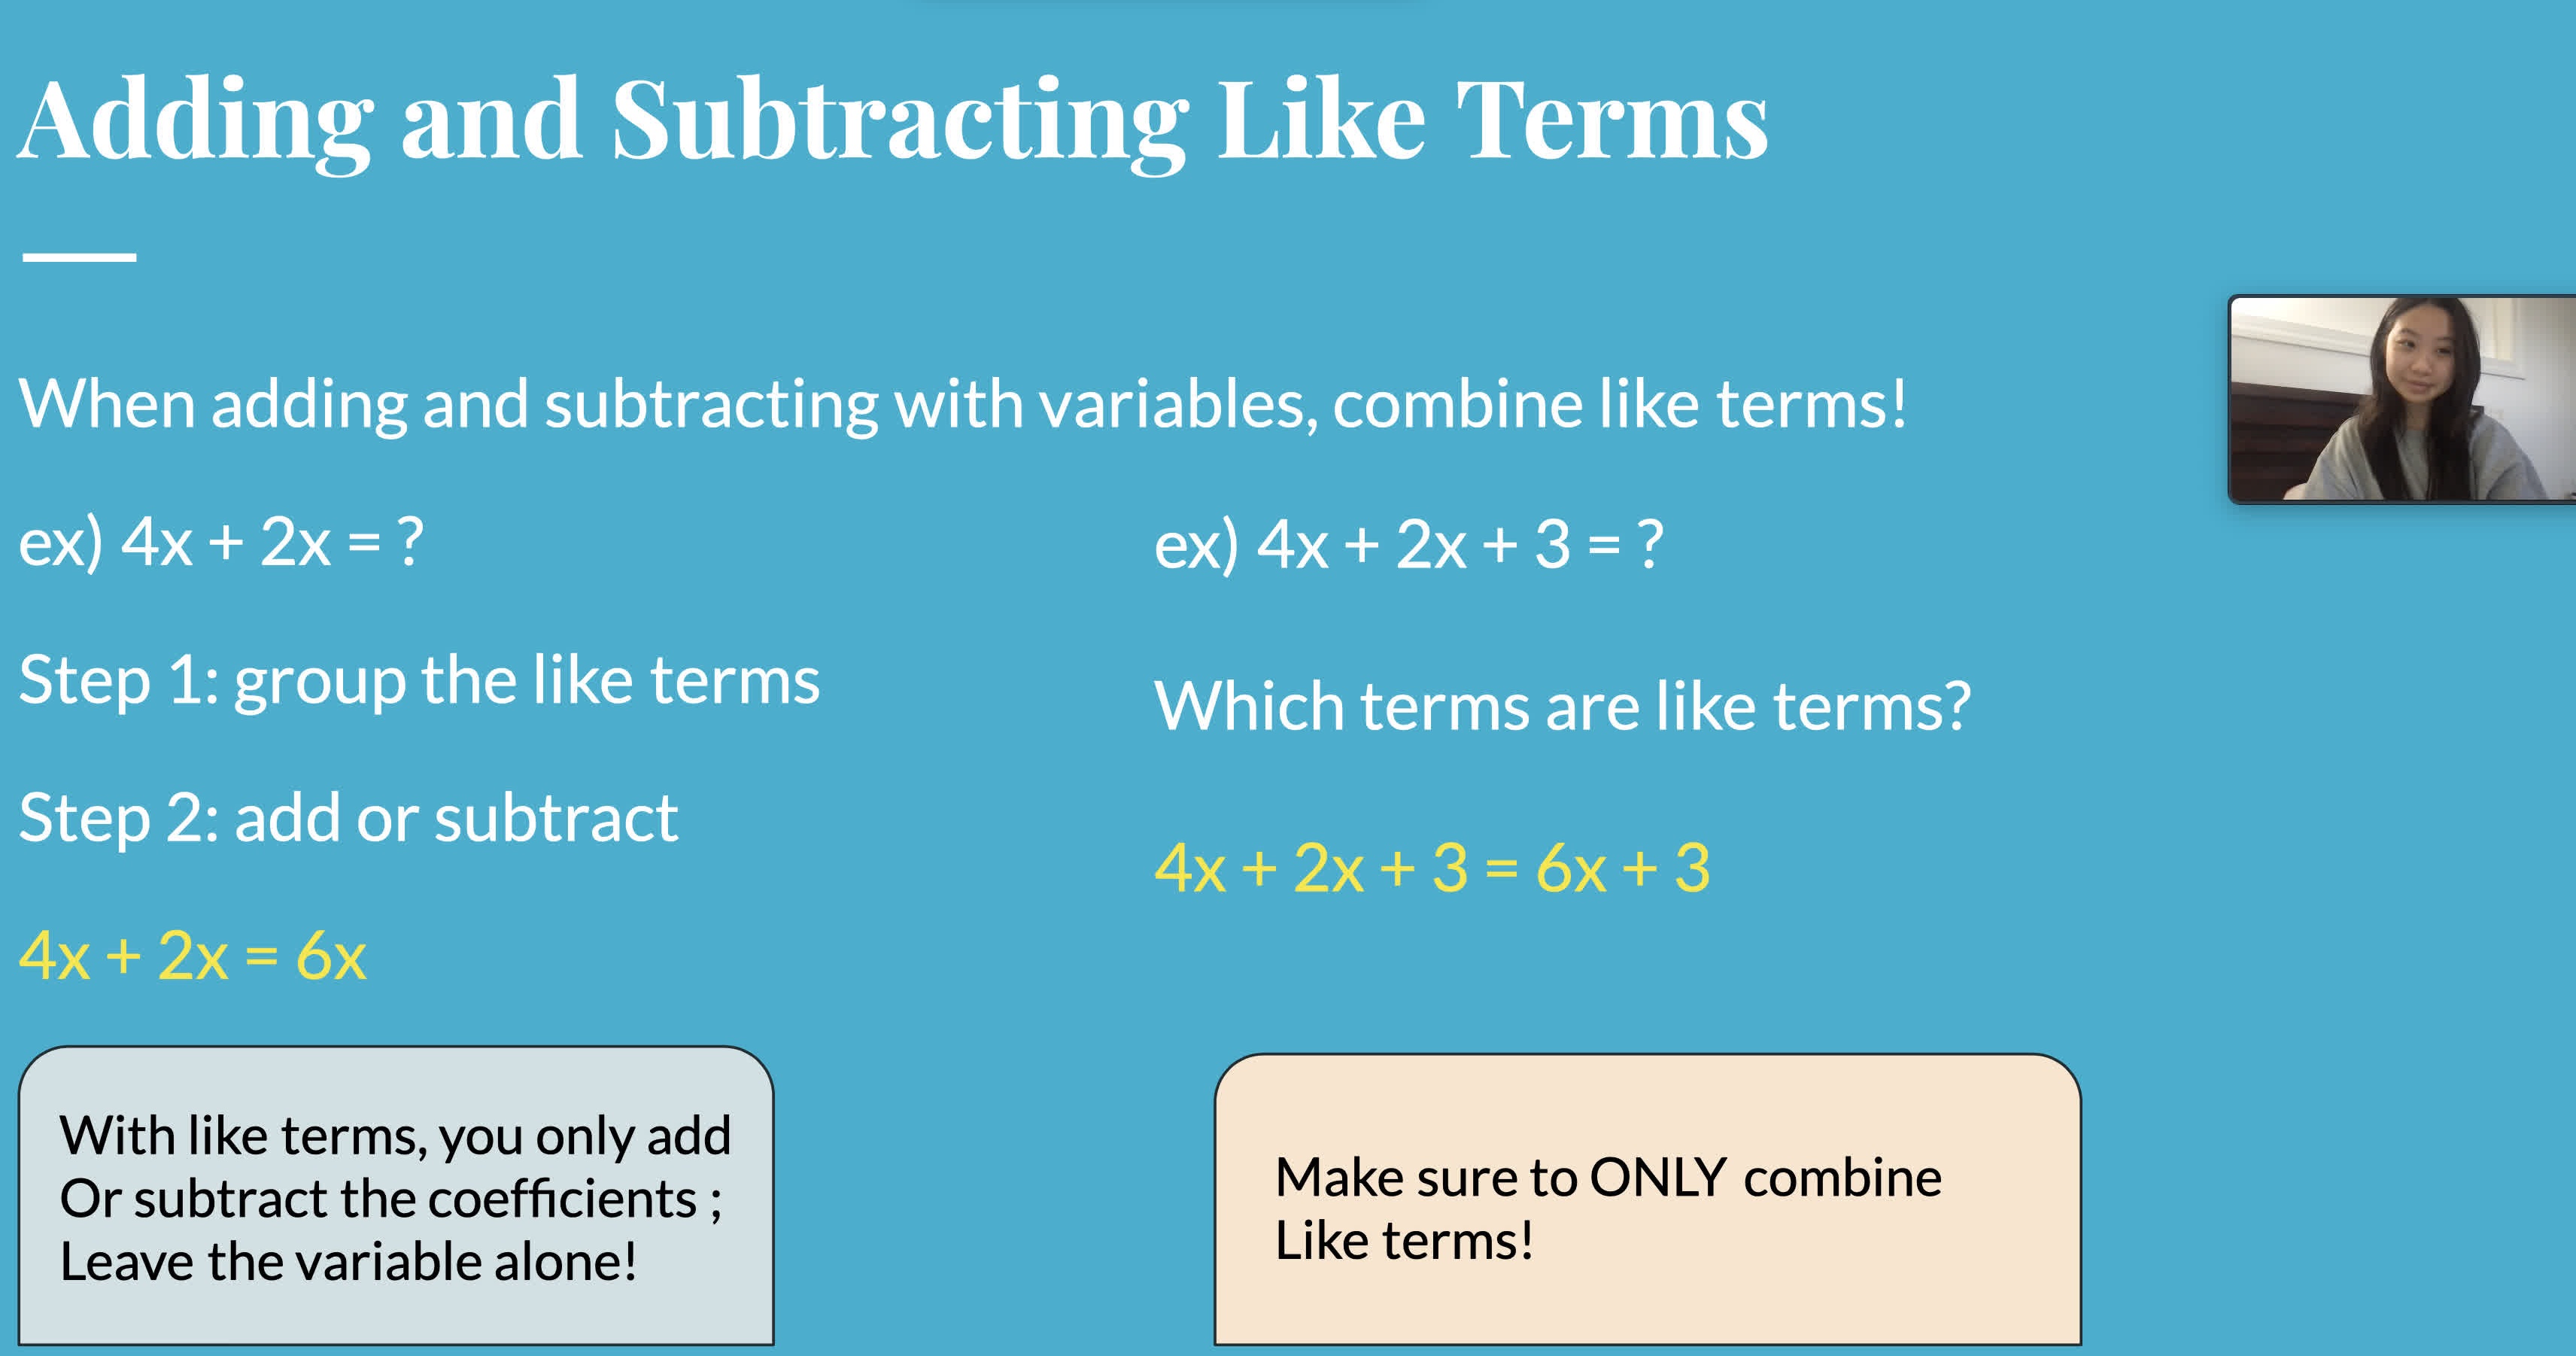 Adding and Subtracting Like Terms
When adding and subtracting with variables, combine like terms!
ex) 4x + 2x = ?
Step 1: group the like terms
Step 2: add or subtract
4x + 2x = 6x
With like terms, you only add
Or subtract the coefficients ;
Leave the variable alone!
ex) 4x + 2x + 3 = ?
Which terms are like terms?
4x + 2x + 3 = 6x + 3
Make sure to ONLY combine
Like terms!